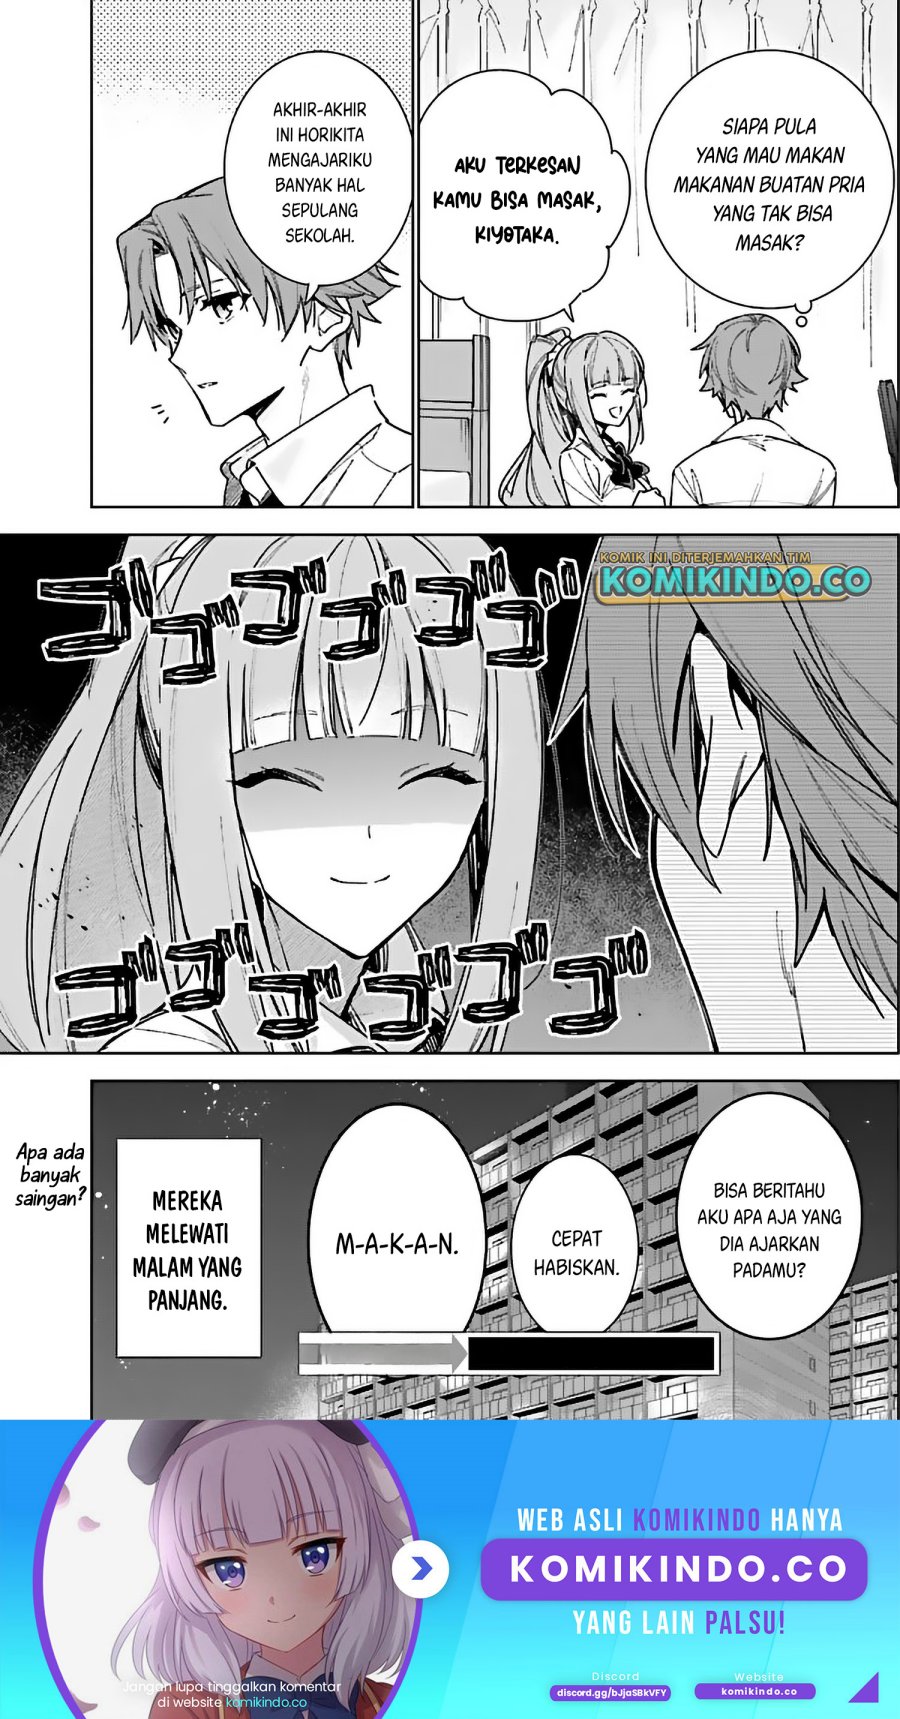 SIAPA PULA
YANG MAU MAKAN
MAKANAN BUATAN PRIA
YANG TAK BISA
MASAK?
AKU TERKESAN
KAMU BISA MASAK,
KIYOTAKA.
AKHIR-AKHIR
INI HORIKITA
MENGAJARIKU
BANYAK HAL
SEPULANG
SEKOLAH.
KOMIK INI DITERJEMAHKAN TIM
KOMIKINDO.CO
ゴゴゴゴゴゴ
ゴゴゴゴゴゴ
BISA BERITAHU
AKU APA AJA YANG
DIA AJARKAN
PADAMU?
CEPAT
HABISKAN.
M-A-K-A-N.
MEREKA
MELEWATI
MALAM YANG
PANJANG.
Apa ada
banyak
saingan?
WEB ASLI KOMIKINDO HANYA
KOMIKINDO.CO
YANG LAIN PALSU!
Jangan lupa tinggalkan komentar
di website komikindo.co
Discord
discord.gg/bJjaSBkVFY
Website
komikindo.co